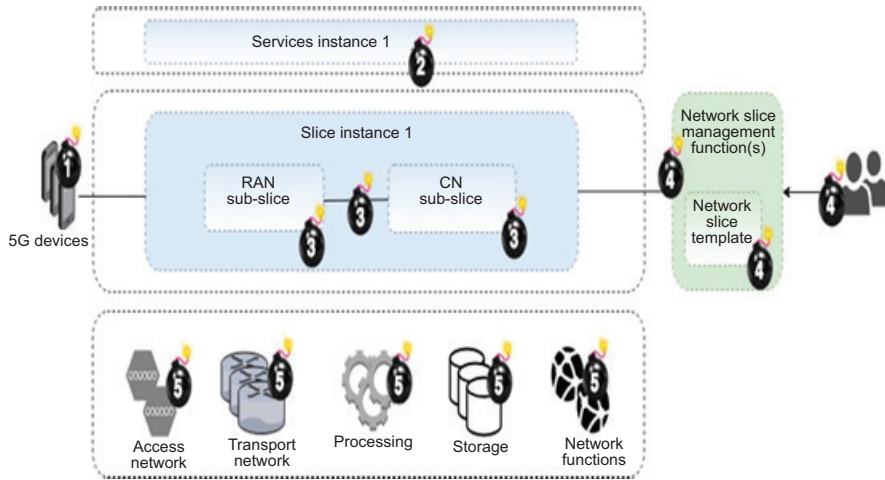 Services instance 1
2
Slice instance 1
RAN
sub-slice
CN
sub-slice
3
3
3
1
5G devices
Network slice
management
function(s)
4
Network
slice
template
4
4
5
5
5
5
5
Access
network
Transport
network
Processing
Storage
Network
functions